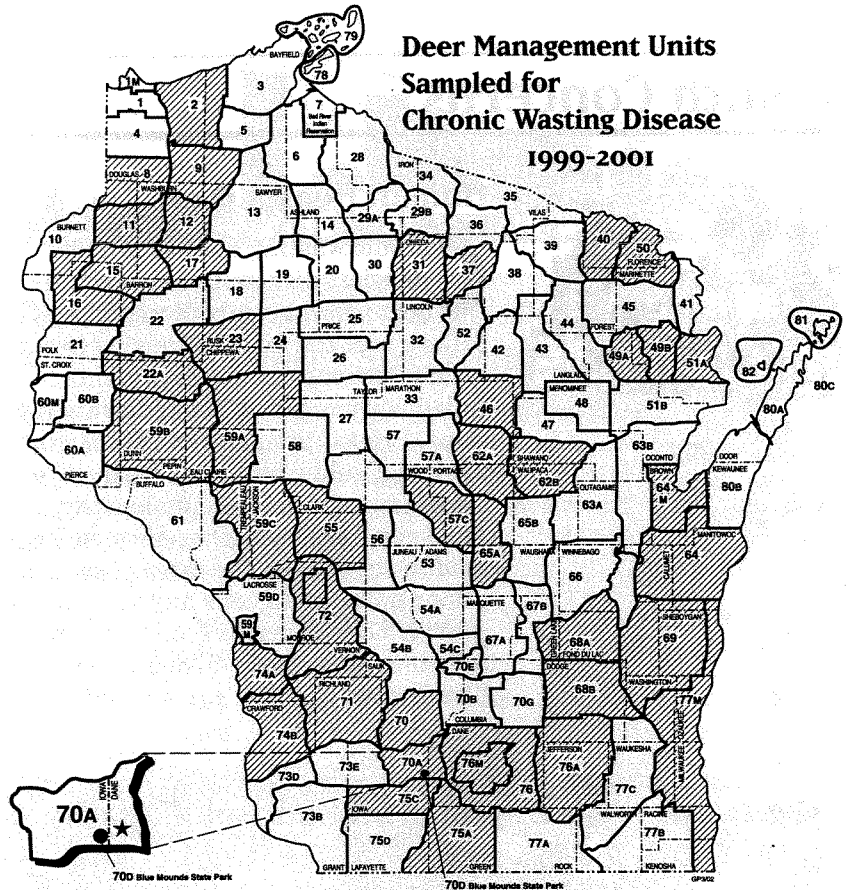 Deer Management Units
Sampled for
Chronic Wasting Disease
1999-2001
79
BAYFIELD
78
3
1M
1
2
7
Bad River
Indian
Reservation
4
5
6
28
IRON
34
DOUGLAS
8
9
WASHBURN
SAWYER
35
13
ASHLAND
14
29A
29B
VILAS
36
BURNETT
10
11
12
39
40
50
FLORENCE
MARINETTE
ONEIDA
15
17
BARRON
18
19
20
30
31
37
38
16
45
41
22
LINCOLN
25
PRICE
44
FOREST
81
21
POLK
ST. CROIX
RUSK
23
CHIPPEWA
24
32
52
42
43
49A
49B
51A
26
82
22A
LANGLADE
80C
60M
60B
TAYLOR
MARATHON
33
MENOMINEE
48
51B
80A
59B
27
46
47
60A
59A
58
57
63B
DUNN
PEPIN
EAU CLAIRE
57A
62A
SHAWANO
WAUPACA
OCONTO
DOOR
PIERCE
WOOD
PORTAGE
62B
BROWN
KEWAUNEE
BUFFALO
OUTAGAMIE
64
M
80B
61
TREMPEALEAU
JACKSON
59C
CLARK
55
57C
65B
63A
MANITOWOC
56
JUNEAU
ADAMS
53
65A
WAUSHARA
WINNEBAGO
CALUMET
64
LACROSSE
59D
66
72
54A
MARQUETTE
67B
SHEBOYGAN
59
M
MONROE
VERNON
54B
54C
67A
GREEN LAKE
68A
FOND DU LAC
69
74A
SAUK
70E
DODGE
RICHLAND
71
WASHINGTON
CRAWFORD
70
70B
70G
68B
77M
74B
COLUMBIA
DANE
OZAUKEE
MILWAUKEE
70A
76M
JEFFERSON
76A
WAUKESHA
IOWA
DANE
73D
73E
76
77C
70A
75C
IOWA
WALWORTH
RACINE
73B
75D
75A
77A
77B
GRANT
LAFAYETTE
GREEN
ROCK
KENOSHA
70D Blue Mounds State Park
70D Blue Mounds State Park
GP3/02